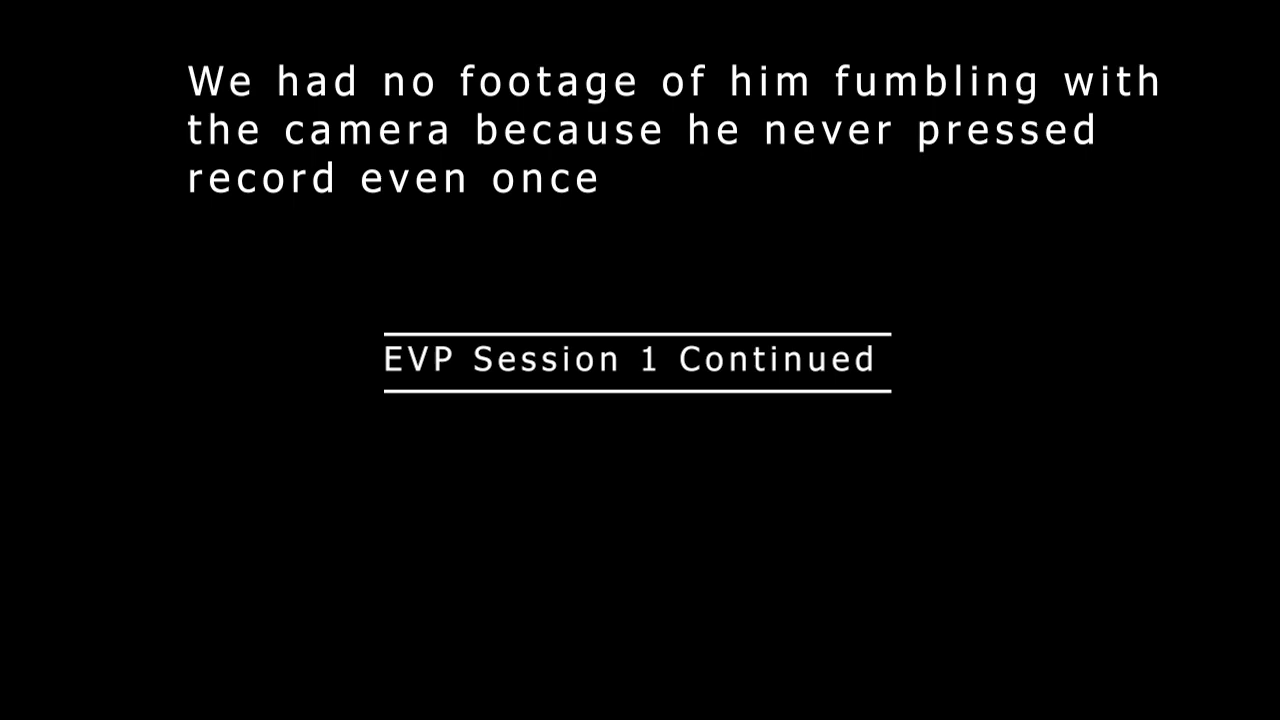 We had no footage of him fumbling with
the camera because he never pressed
record even once
EVP Session 1 Continued